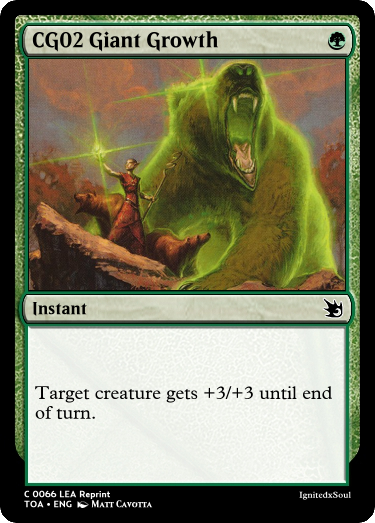 CG02 Giant Growth
Instant
Target creature gets +3/+3 until end
of turn.
C 0066 LEA Reprint
TOA • ENG Matt Cavotta
IgnitedxSoul